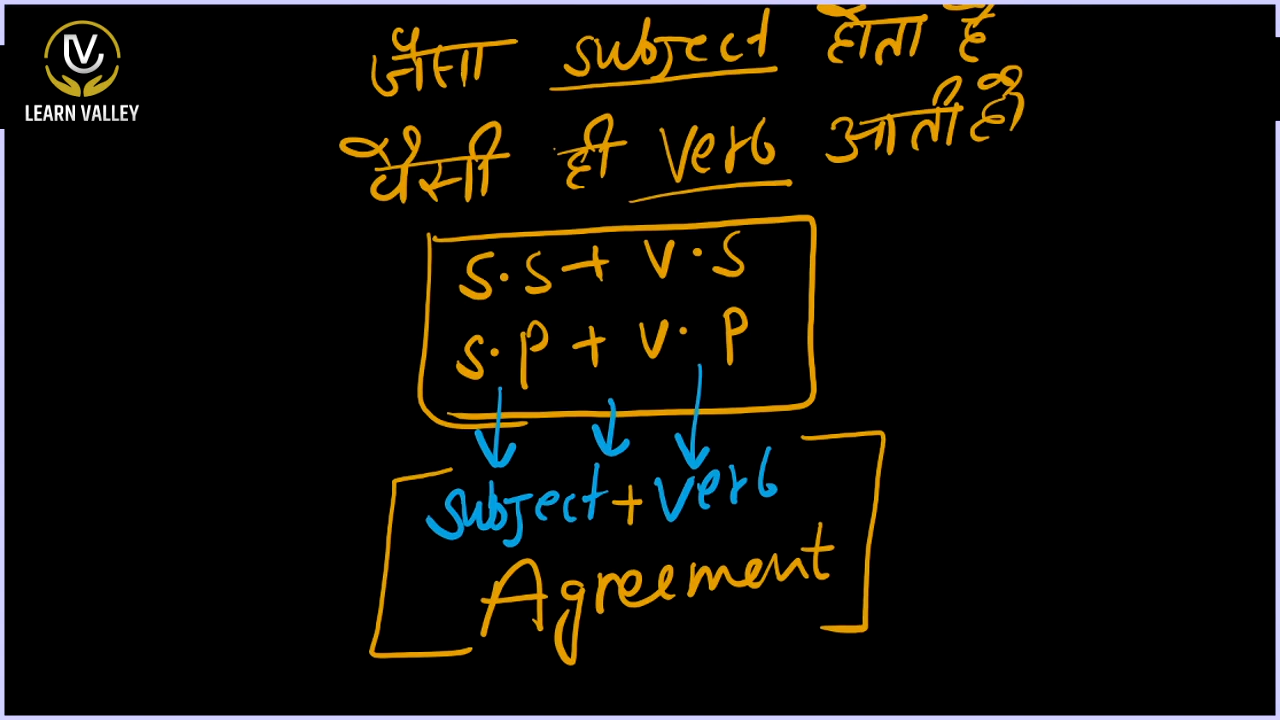 LEARN VALLEY
जैसा subject होता है
वैसी ही Verb आती है।
S.S + V.S
S.P + V.P
Subject + Verb
Agreement